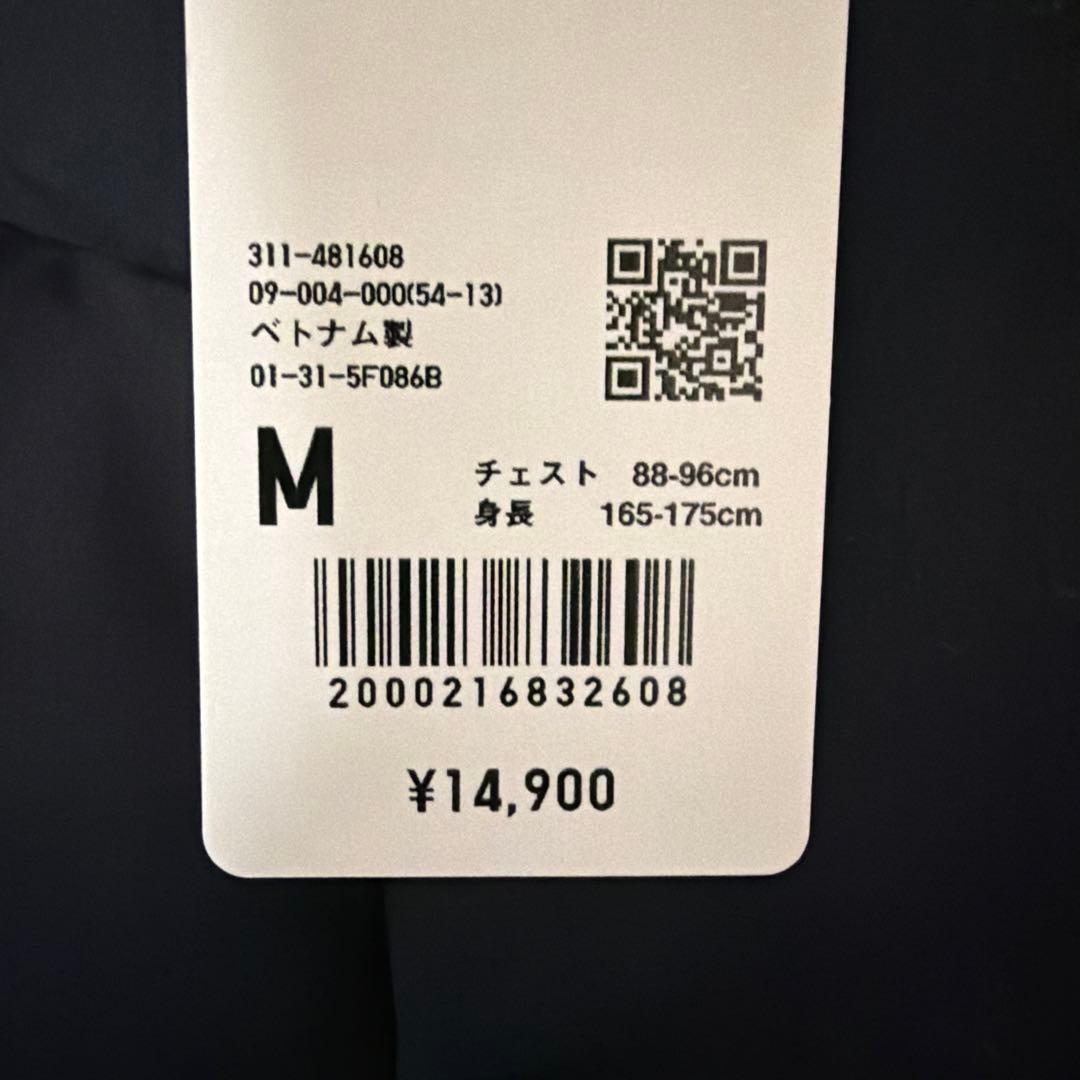 311-481608
09-004-000(54-13)
ベトナム製
01-31-5F086B
M
チェスト 88-96cm
身長 165-175cm
2000216832608
¥14,900